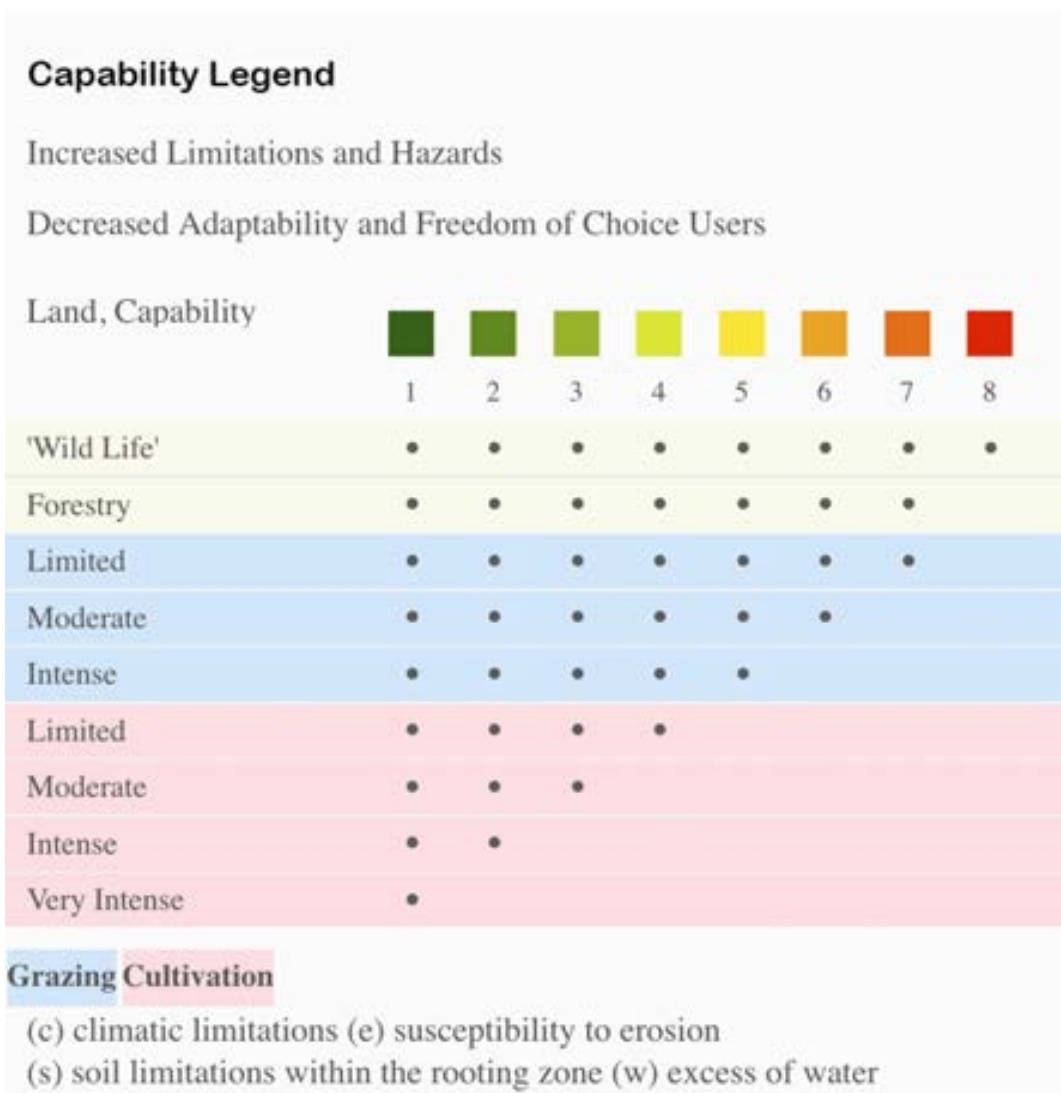 Capability Legend
Increased Limitations and Hazards
Decreased Adaptability and Freedom of Choice Users
Land, Capability
1 2 3 4 5 6 7 8
'Wild Life' • • • • • • • •
Forestry • • • • • • •
Limited • • • • • • •
Moderate • • • • • •
Intense • • • • •
Limited • • • •
Moderate • • •
Intense • •
Very Intense •
Grazing Cultivation
(c) climatic limitations (e) susceptibility to erosion
(s) soil limitations within the rooting zone (w) excess of water